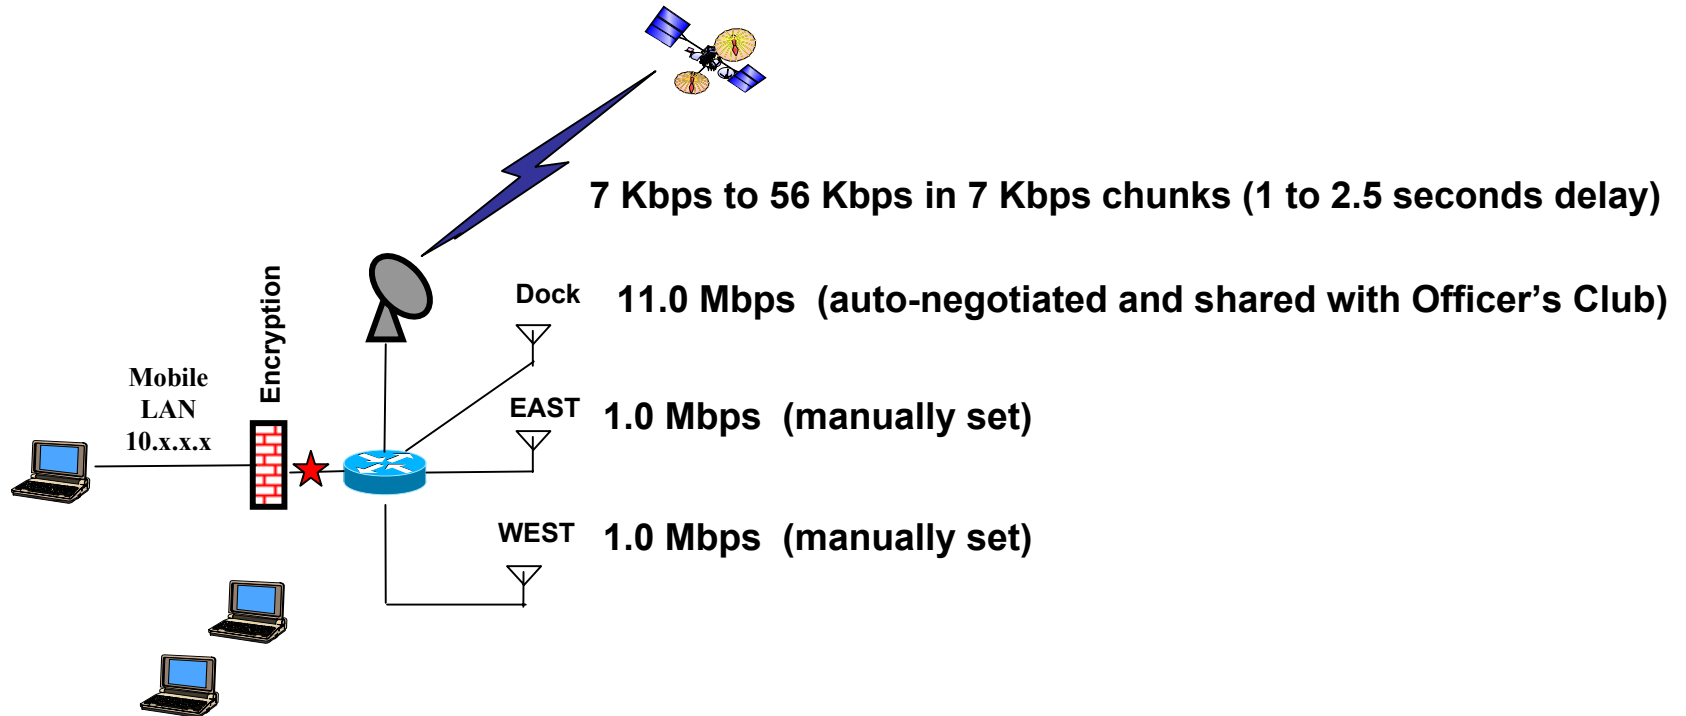 7 Kbps to 56 Kbps in 7 Kbps chunks (1 to 2.5 seconds delay)
Dock
11.0 Mbps  (auto-negotiated and shared with Officer's Club)
Encryption
Mobile
LAN
10.x.x.x
EAST
1.0 Mbps  (manually set)
WEST
1.0 Mbps  (manually set)